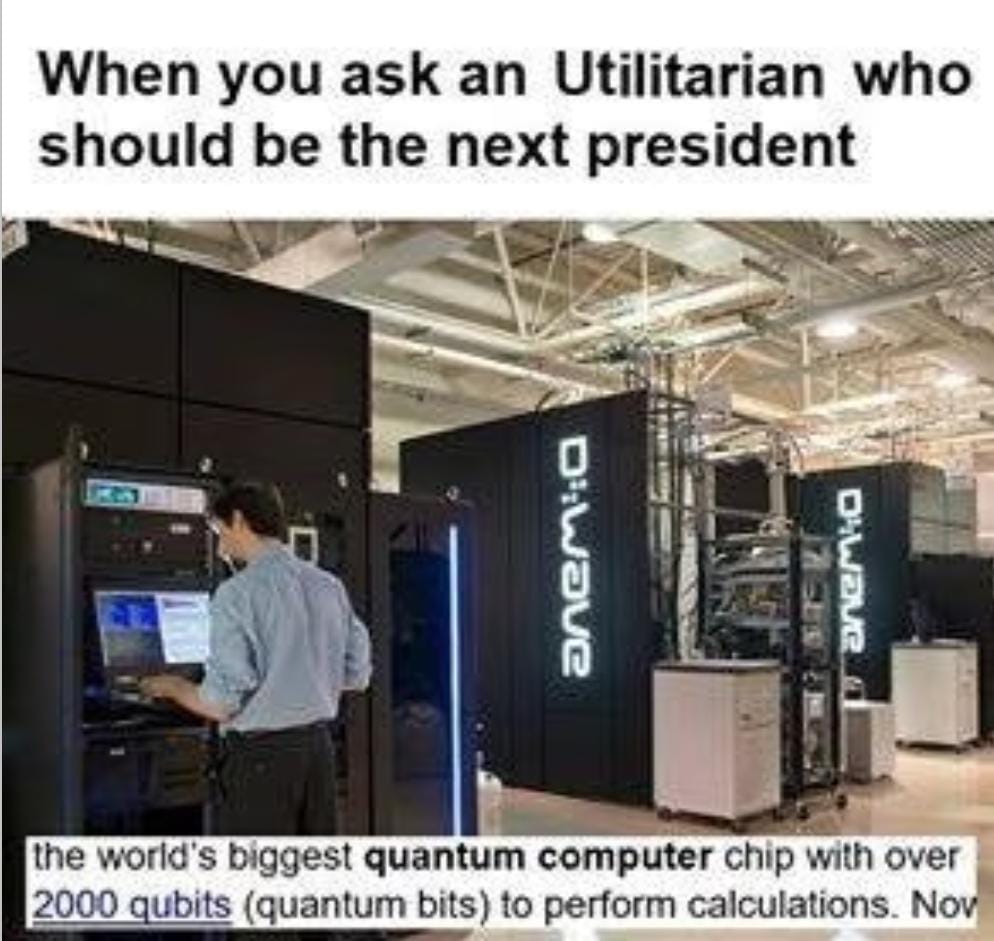 When you ask an Utilitarian who
should be the next president
D:Wave
D:Wave
the world's biggest quantum computer chip with over
2000 qubits (quantum bits) to perform calculations. Nov